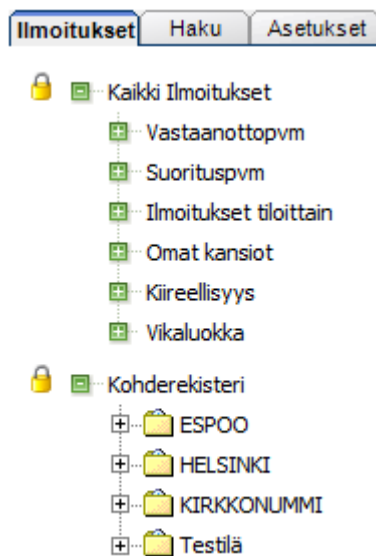 Ilmoitukset Haku Asetukset
Kaikki Ilmoitukset
Vastaanottopvm
Suorituspvm
Ilmoitukset tiloittain
Omat kansiot
Kiireellisyys
Vikaluokka
Kohderekisteri
ESPOO
HELSINKI
KIRKKONUMMI
Testilä